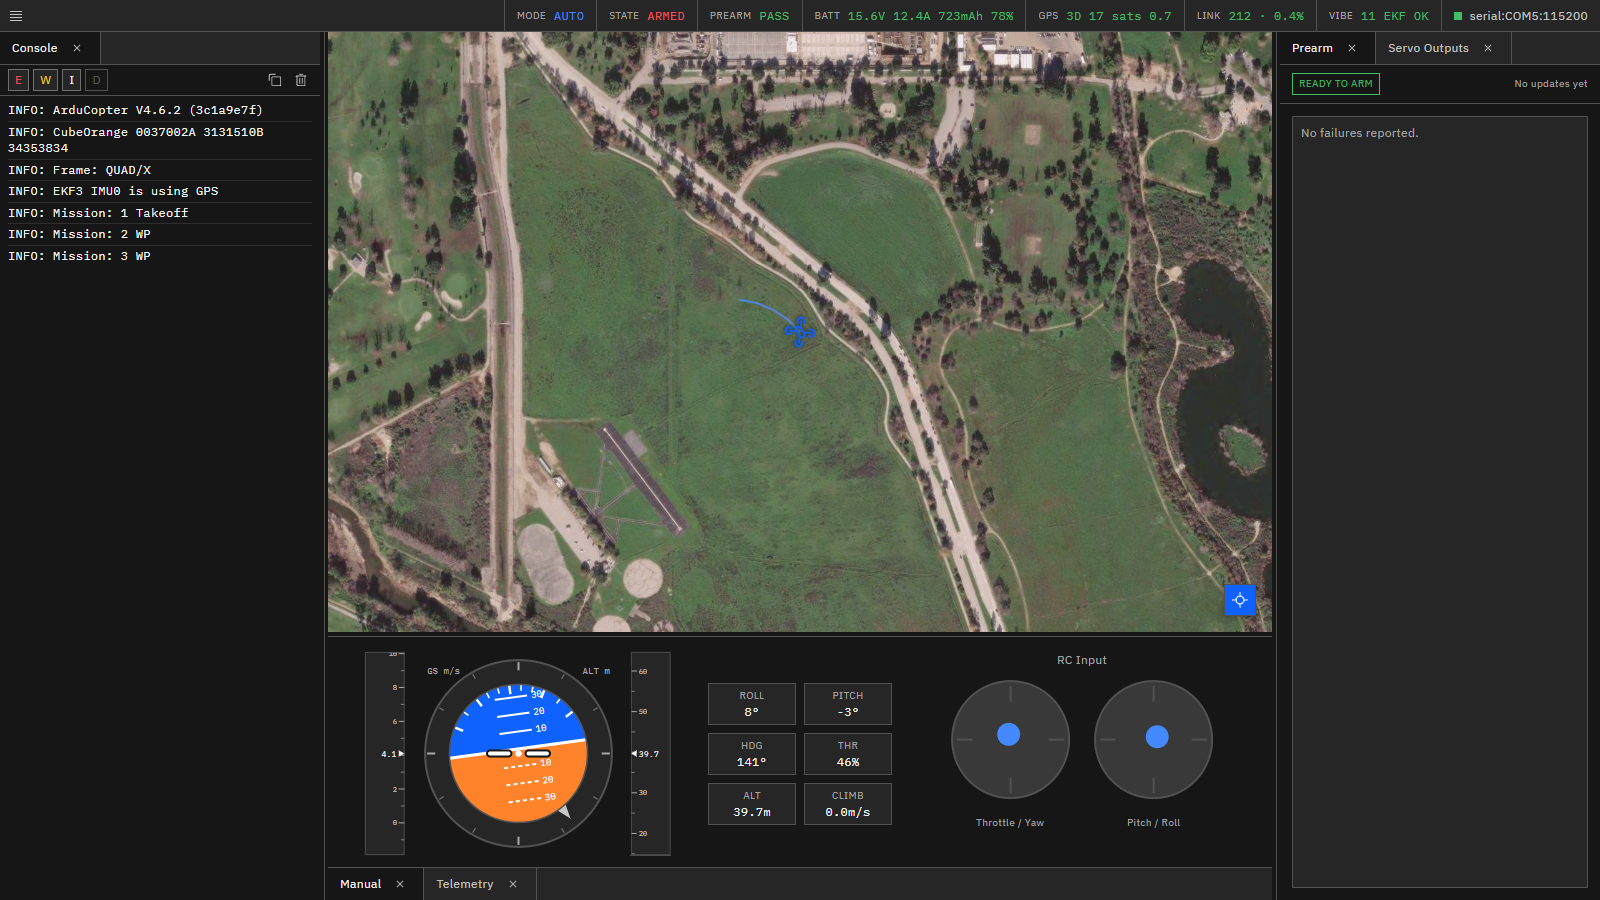 MODE AUTO STATE ARMED PREARM PASS BATT 15.6V 12.4A 723mAh 78% GPS 3D 17 sats 0.7 LINK 212 · 0.4% VIBE 11 EKF OK serial:COM5:115200
Console
E W I D
INFO: ArduCopter V4.6.2 (3c1a9e7f)
INFO: CubeOrange 0037002A 3131510B
34353834
INFO: Frame: QUAD/X
INFO: EKF3 IMU0 is using GPS
INFO: Mission: 1 Takeoff
INFO: Mission: 2 WP
INFO: Mission: 3 WP
Prearm Servo Outputs
READY TO ARM No updates yet
No failures reported.
GS m/s ALT m
10
8
6
4.1
2
0
30
20
10
10
20
30
60
50
39.7
30
20
ROLL PITCH
8° -3°
HDG THR
141° 46%
ALT CLIMB
39.7m 0.0m/s
RC Input
Throttle / Yaw Pitch / Roll
Manual Telemetry